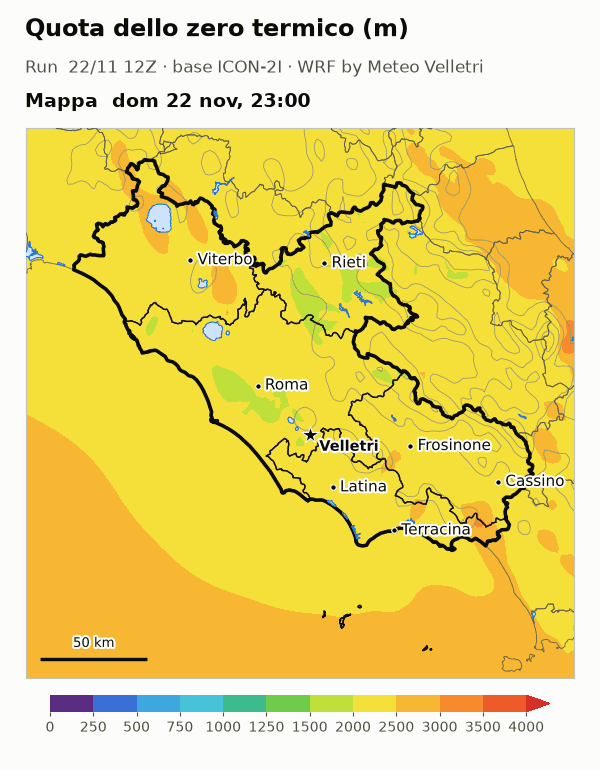 Quota dello zero termico (m)
Run  22/11 12Z · base ICON-2I · WRF by Meteo Velletri
Mappa  dom 22 nov, 23:00
Viterbo
Rieti
Roma
Velletri
Frosinone
Latina
Cassino
Terracina
50 km
0 250 500 750 1000 1250 1500 2000 2500 3000 3500 4000